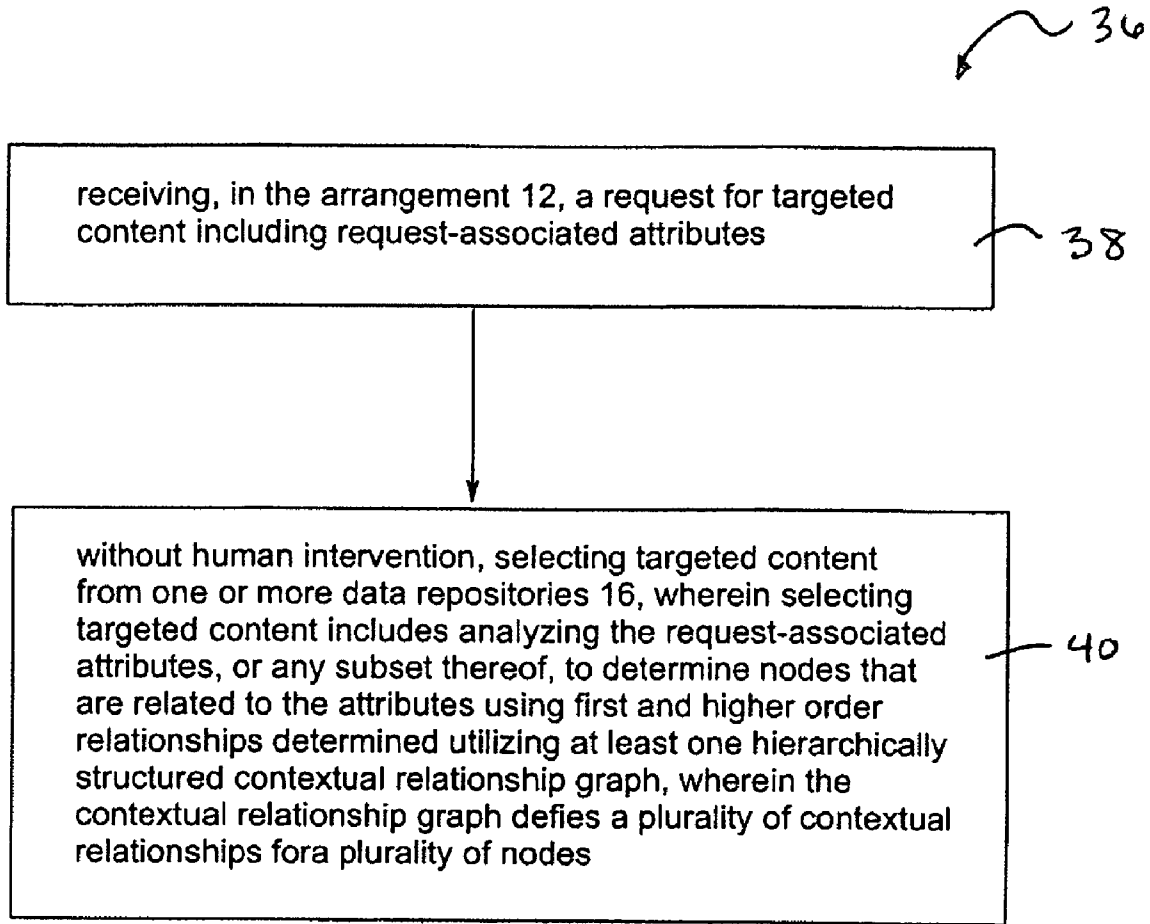 36
receiving, in the arrangement 12, a request for targeted
content including request-associated attributes
38
without human intervention, selecting targeted content
from one or more data repositories 16, wherein selecting
targeted content includes analyzing the request-associated
attributes, or any subset thereof, to determine nodes that
are related to the attributes using first and higher order
relationships determined utilizing at least one hierarchically
structured contextual relationship graph, wherein the
contextual relationship graph defies a plurality of contextual
relationships fora plurality of nodes
40